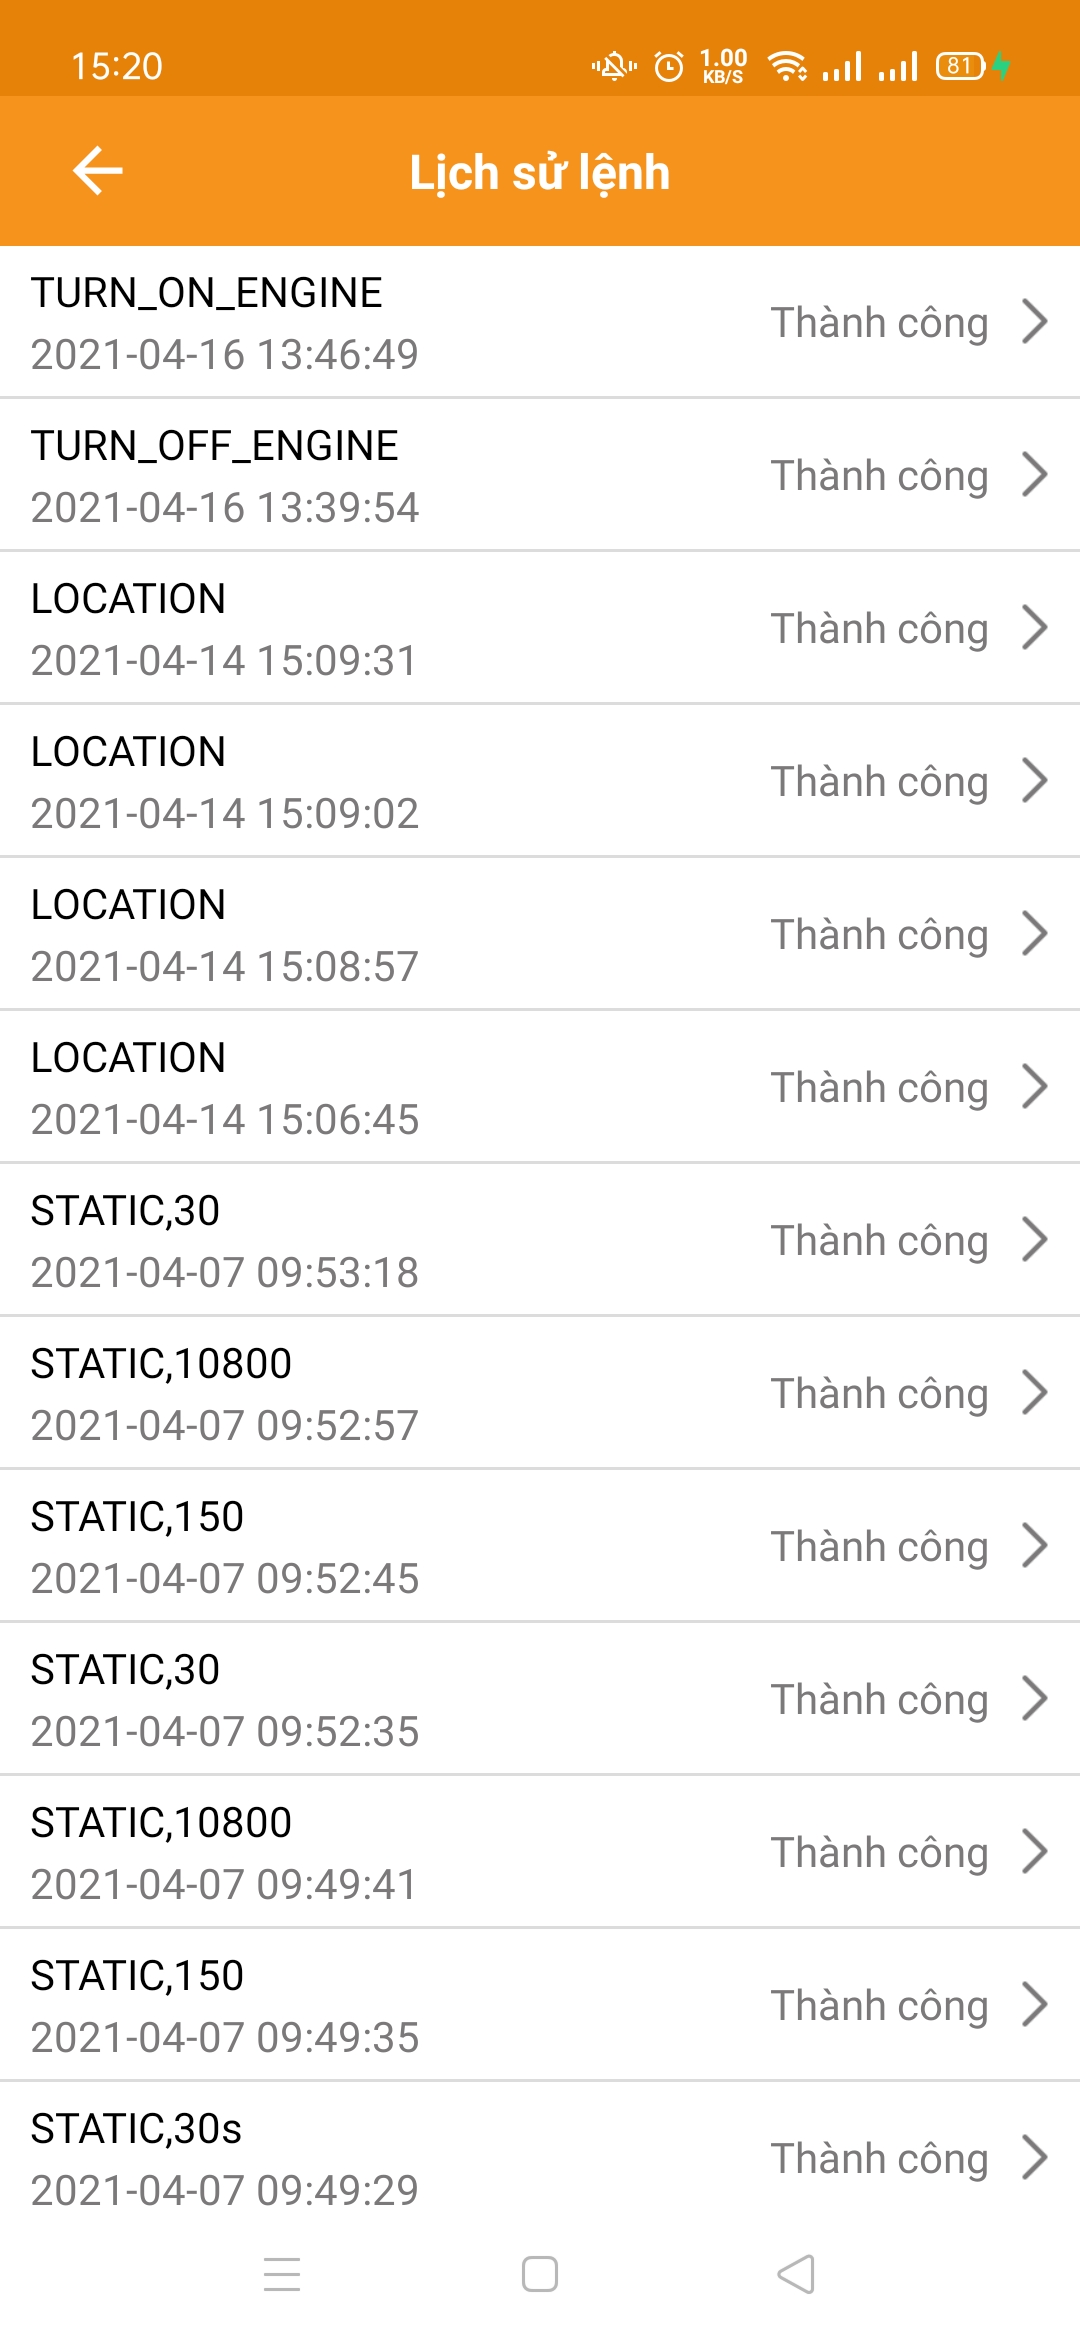 15:20
1.00
KB/S
81
Lịch sử lệnh
TURN_ON_ENGINE
2021-04-16 13:46:49
Thành công
TURN_OFF_ENGINE
2021-04-16 13:39:54
Thành công
LOCATION
2021-04-14 15:09:31
Thành công
LOCATION
2021-04-14 15:09:02
Thành công
LOCATION
2021-04-14 15:08:57
Thành công
LOCATION
2021-04-14 15:06:45
Thành công
STATIC,30
2021-04-07 09:53:18
Thành công
STATIC,10800
2021-04-07 09:52:57
Thành công
STATIC,150
2021-04-07 09:52:45
Thành công
STATIC,30
2021-04-07 09:52:35
Thành công
STATIC,10800
2021-04-07 09:49:41
Thành công
STATIC,150
2021-04-07 09:49:35
Thành công
STATIC,30s
2021-04-07 09:49:29
Thành công